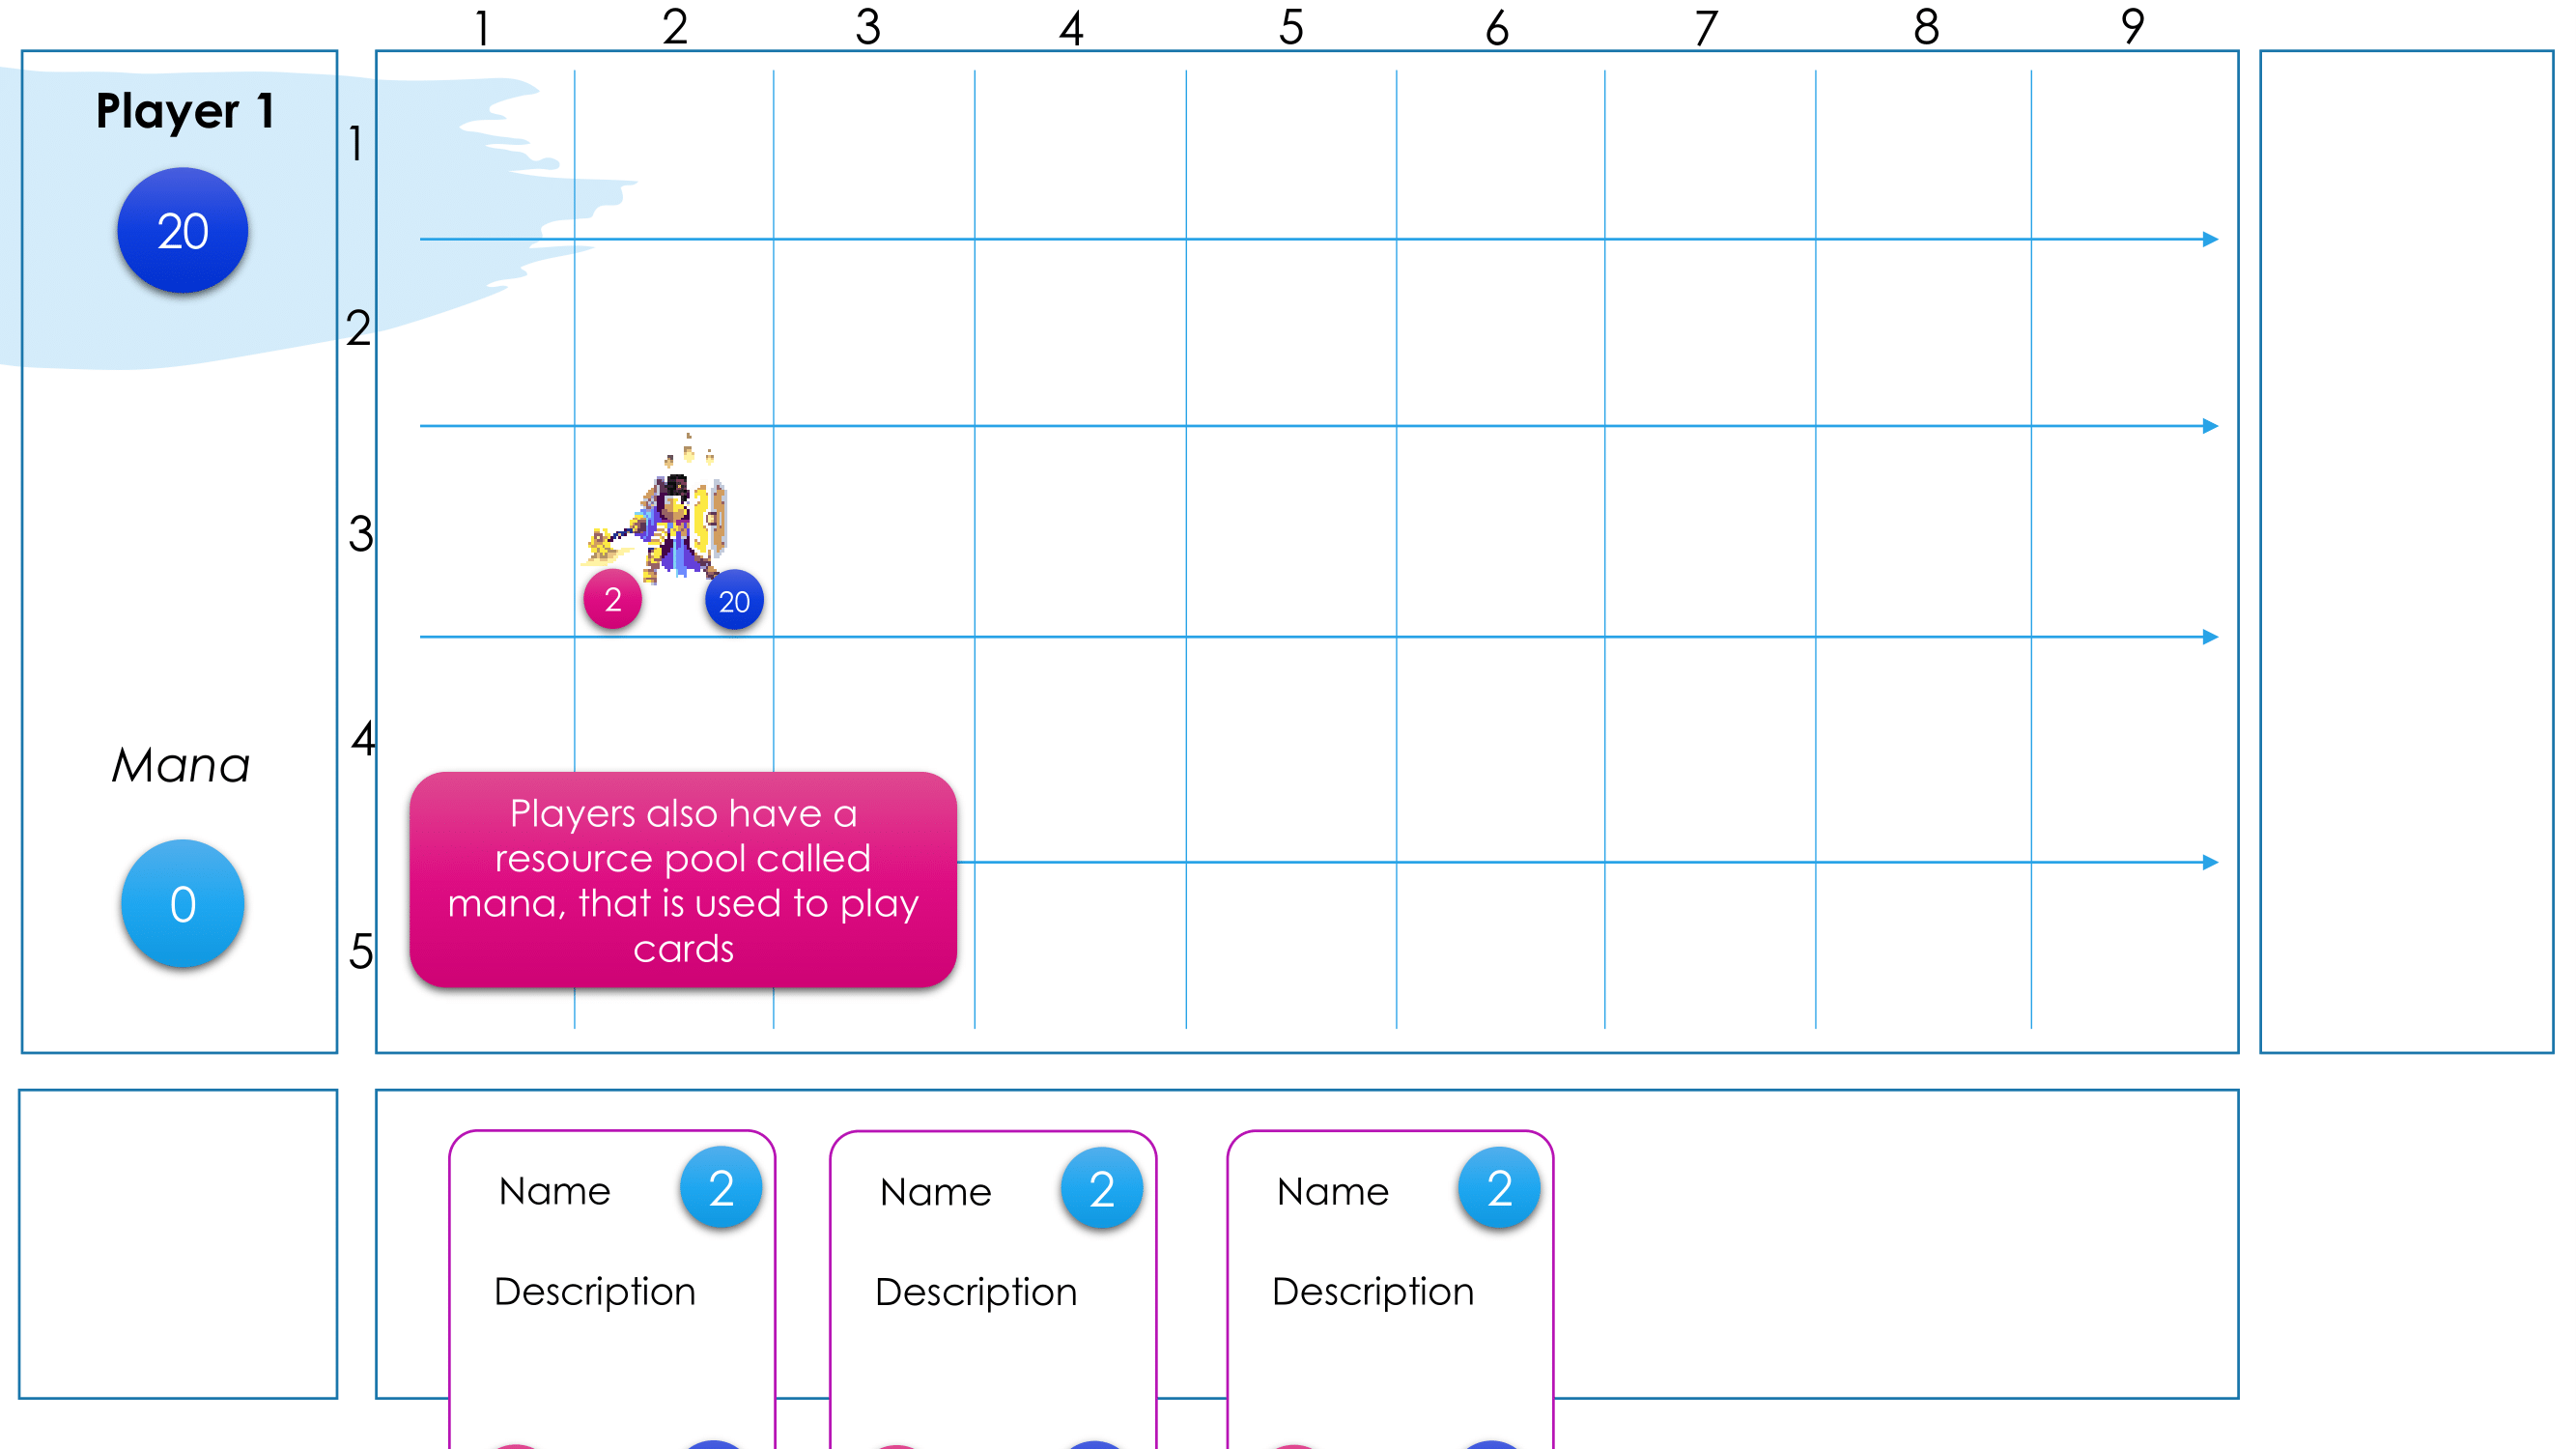 1 2 3 4 5 6 7 8 9
Player 1
1
20
2
3
2 20
4
Mana
Players also have a
resource pool called
mana, that is used to play
cards
0
5
Name 2
Description
Name 2
Description
Name 2
Description